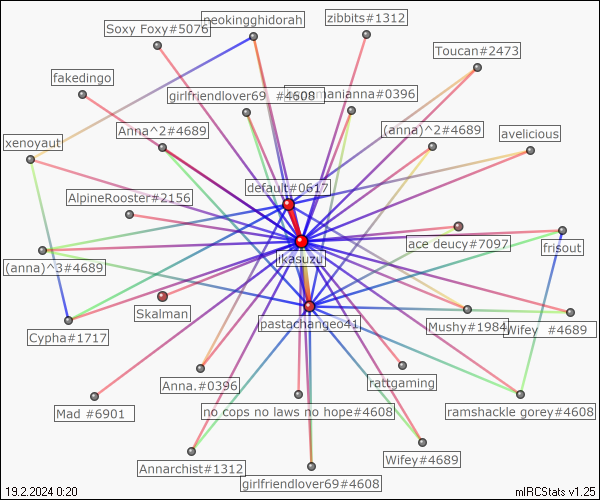 neokingghidorah
zibbits#1312
Soxy Foxy#5076
Toucan#2473
fakedingo
girlfriendlover69 #4608
manianna#0396
Anna^2#4689
(anna)^2#4689
avelicious
xenoyaut
default#0617
AlpineRooster#2156
ace deucy#7097
frisout
ikasuzu
(anna)^3#4689
Skalman
pastachangeo41
Mushy#1984
Wifey #4689
Cypha#1717
Anna.#0396
rattgaming
Mad #6901
no cops no laws no hope#4608
ramshackle gorey#4608
Wifey#4689
Annarchist#1312
girlfriendlover69#4608
19.2.2024 0:20
mIRCStats v1.25